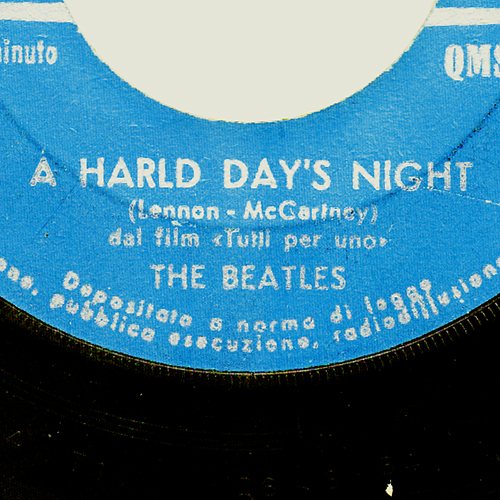 QMS
A HARLD DAY'S NIGHT
(Lennon - McCartney)
dal film «Tutti per uno»
THE BEATLES
Depositato a norma di legge
pubblica esecuzione, radiodiffusione